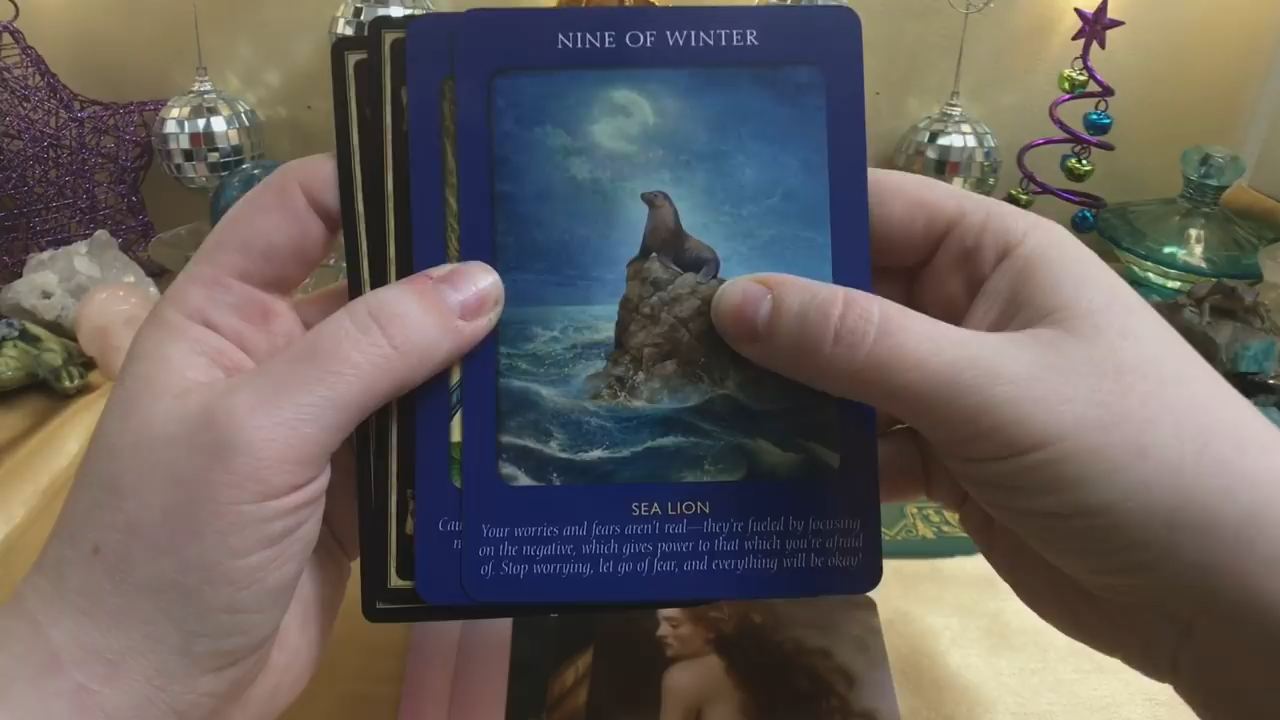 NINE OF WINTER
SEA LION
Your worries and fears aren't real—they're fueled by focusing
on the negative, which gives power to that which you're afraid
of. Stop worrying, let go of fear, and everything will be okay!